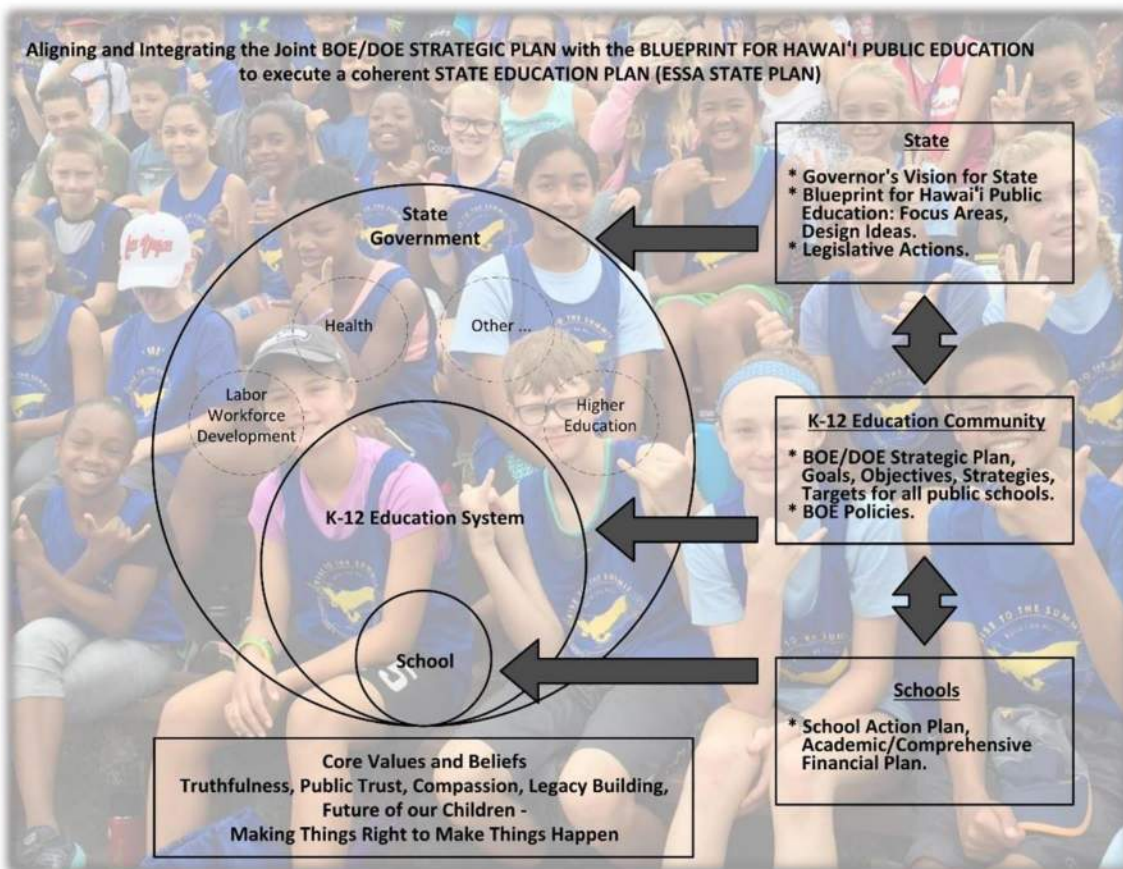 Aligning and Integrating the Joint BOE/DOE STRATEGIC PLAN with the BLUEPRINT FOR HAWAI'I PUBLIC EDUCATION
to execute a coherent STATE EDUCATION PLAN (ESSA STATE PLAN)
State
* Governor's Vision for State
* Blueprint for Hawai'i Public
Education: Focus Areas,
Design Ideas.
* Legislative Actions.
State
Government
Health
Other ...
Labor
Workforce
Development
Higher
Education
K-12 Education Community
* BOE/DOE Strategic Plan,
Goals, Objectives, Strategies,
Targets for all public schools.
* BOE Policies.
K-12 Education System
School
Schools
* School Action Plan,
Academic/Comprehensive
Financial Plan.
Core Values and Beliefs
Truthfulness, Public Trust, Compassion, Legacy Building,
Future of our Children -
Making Things Right to Make Things Happen